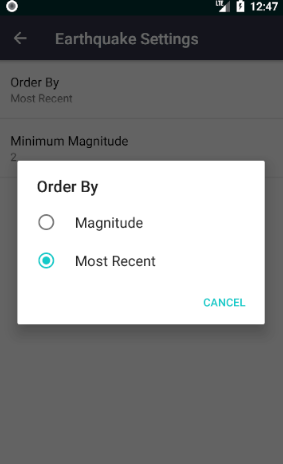 LTE 12:47
Earthquake Settings
Order By
Most Recent
Minimum Magnitude
2
Order By
Magnitude
Most Recent
CANCEL